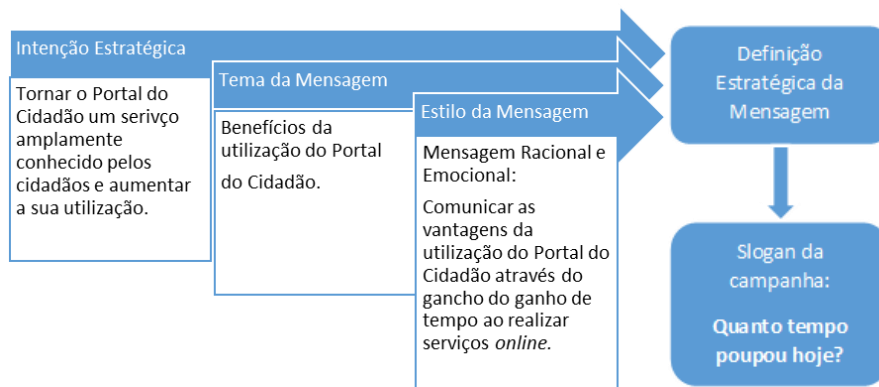 Intenção Estratégica
Tornar o Portal do
Cidadão um serivço
amplamente
conhecido pelos
cidadãos e aumentar
a sua utilização.
Tema da Mensagem
Benefícios da
utilização do Portal
do Cidadão.
Estilo da Mensagem
Mensagem Racional e
Emocional:
Comunicar as
vantagens da
utilização do Portal do
Cidadão através do
gancho do ganho de
tempo ao realizar
serviços online.
Definição
Estratégica da
Mensagem
Slogan da
campanha:
Quanto tempo
poupou hoje?